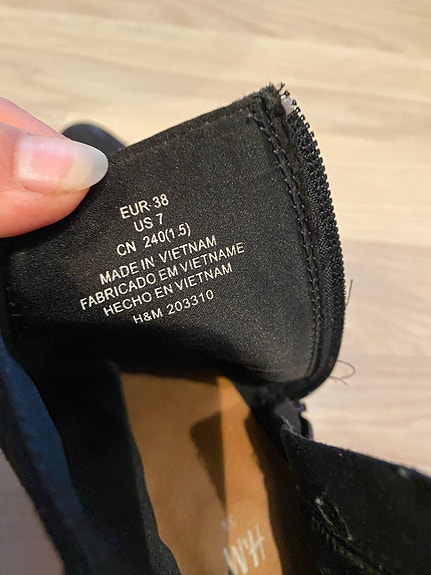 EUR 38
US 7
CN 240(1.5)
MADE IN VIETNAM
FABRICADO EM VIETNAME
HECHO EN VIETNAM
H&M 203310
H&M